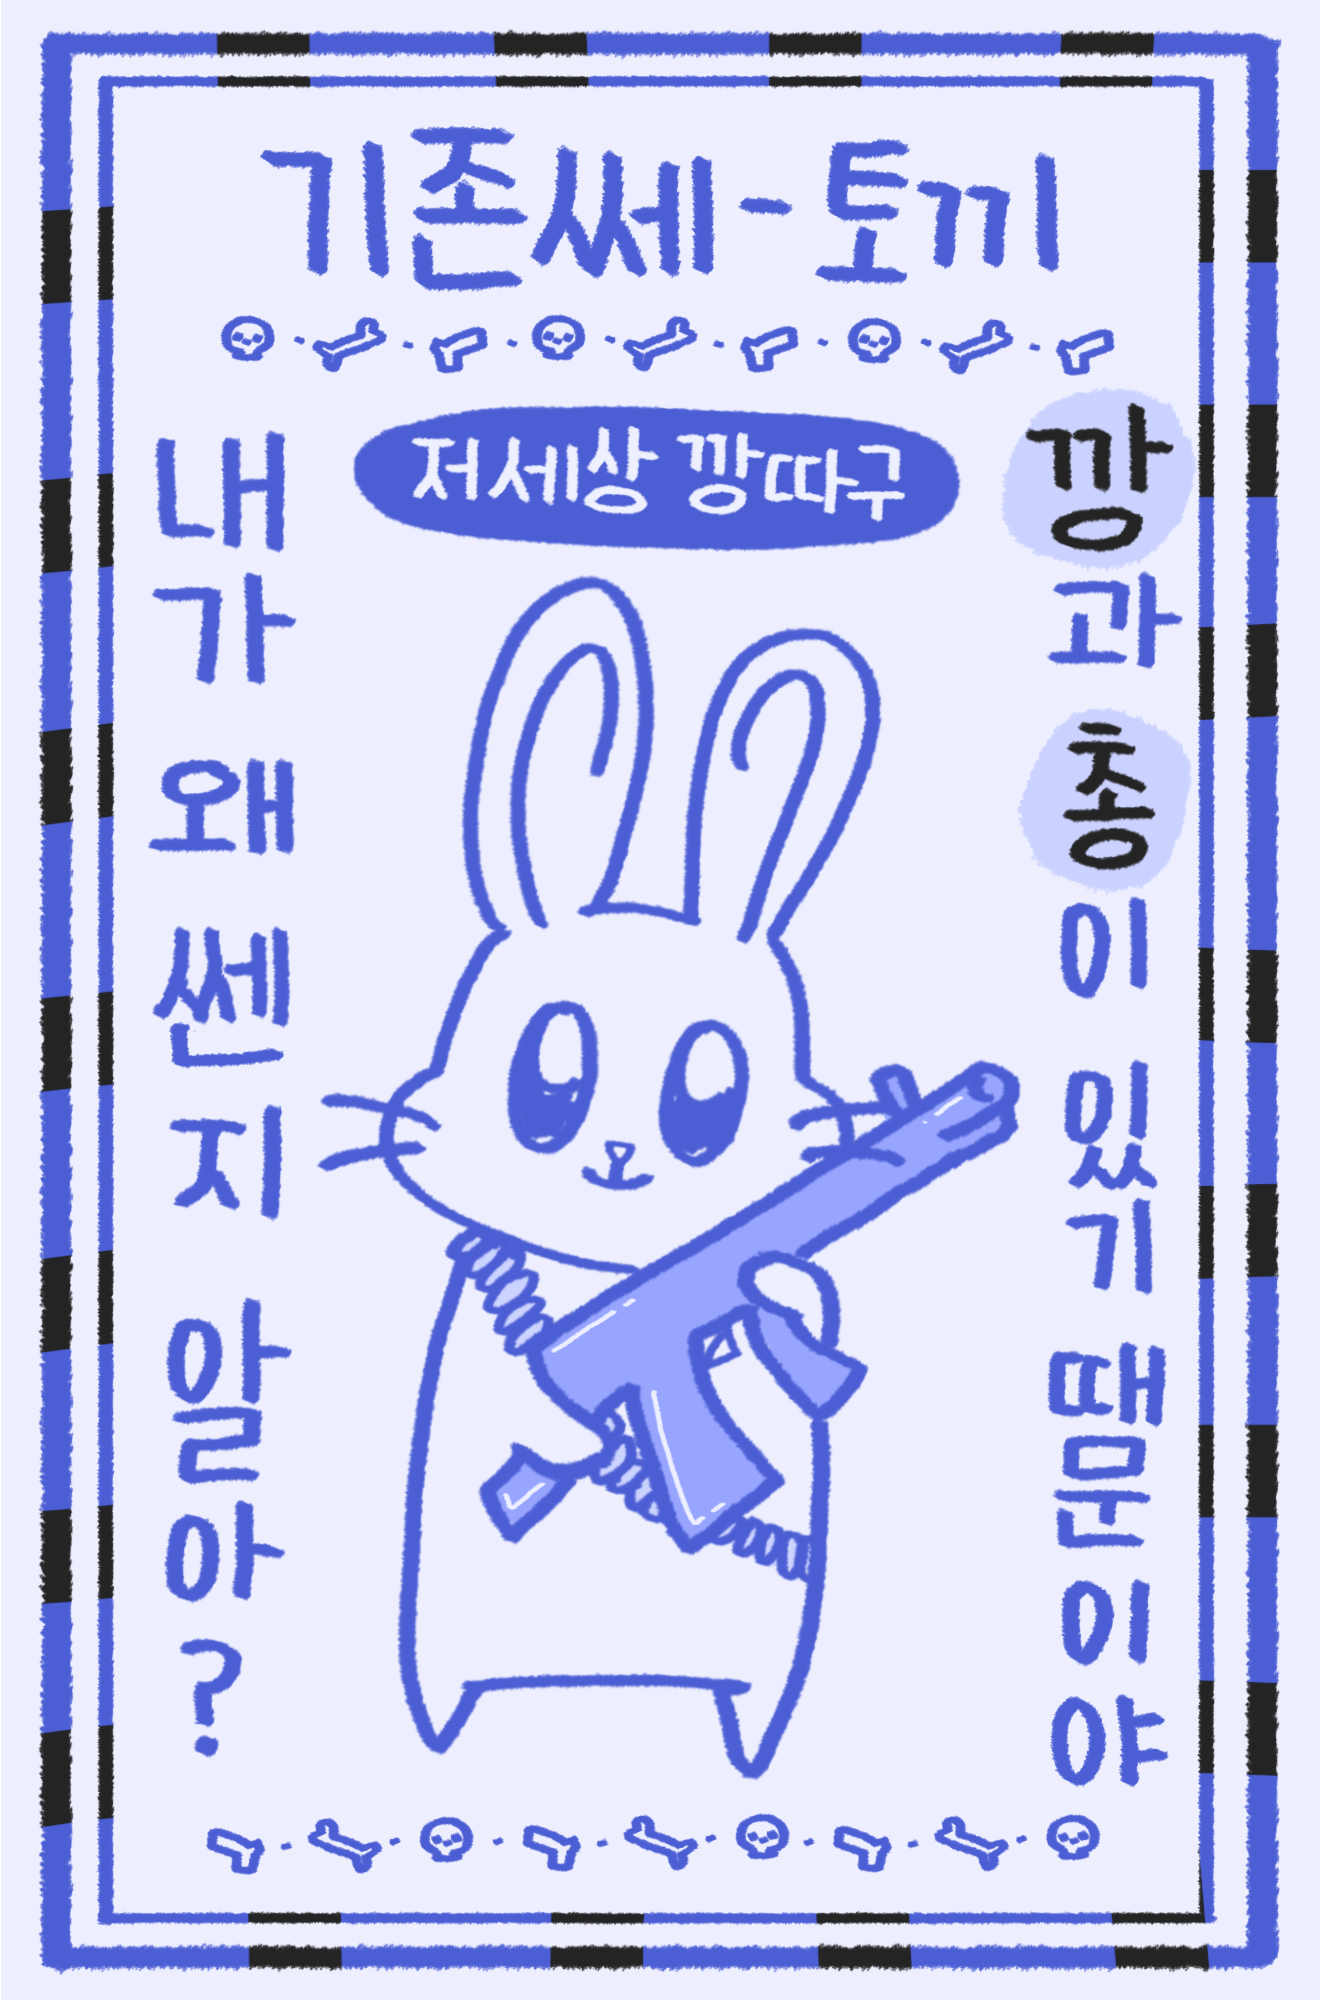 기존쎄-토끼
저세상 깡따구
내가 왜 쎈지 알아?
깡과 총이 있기 때문이야